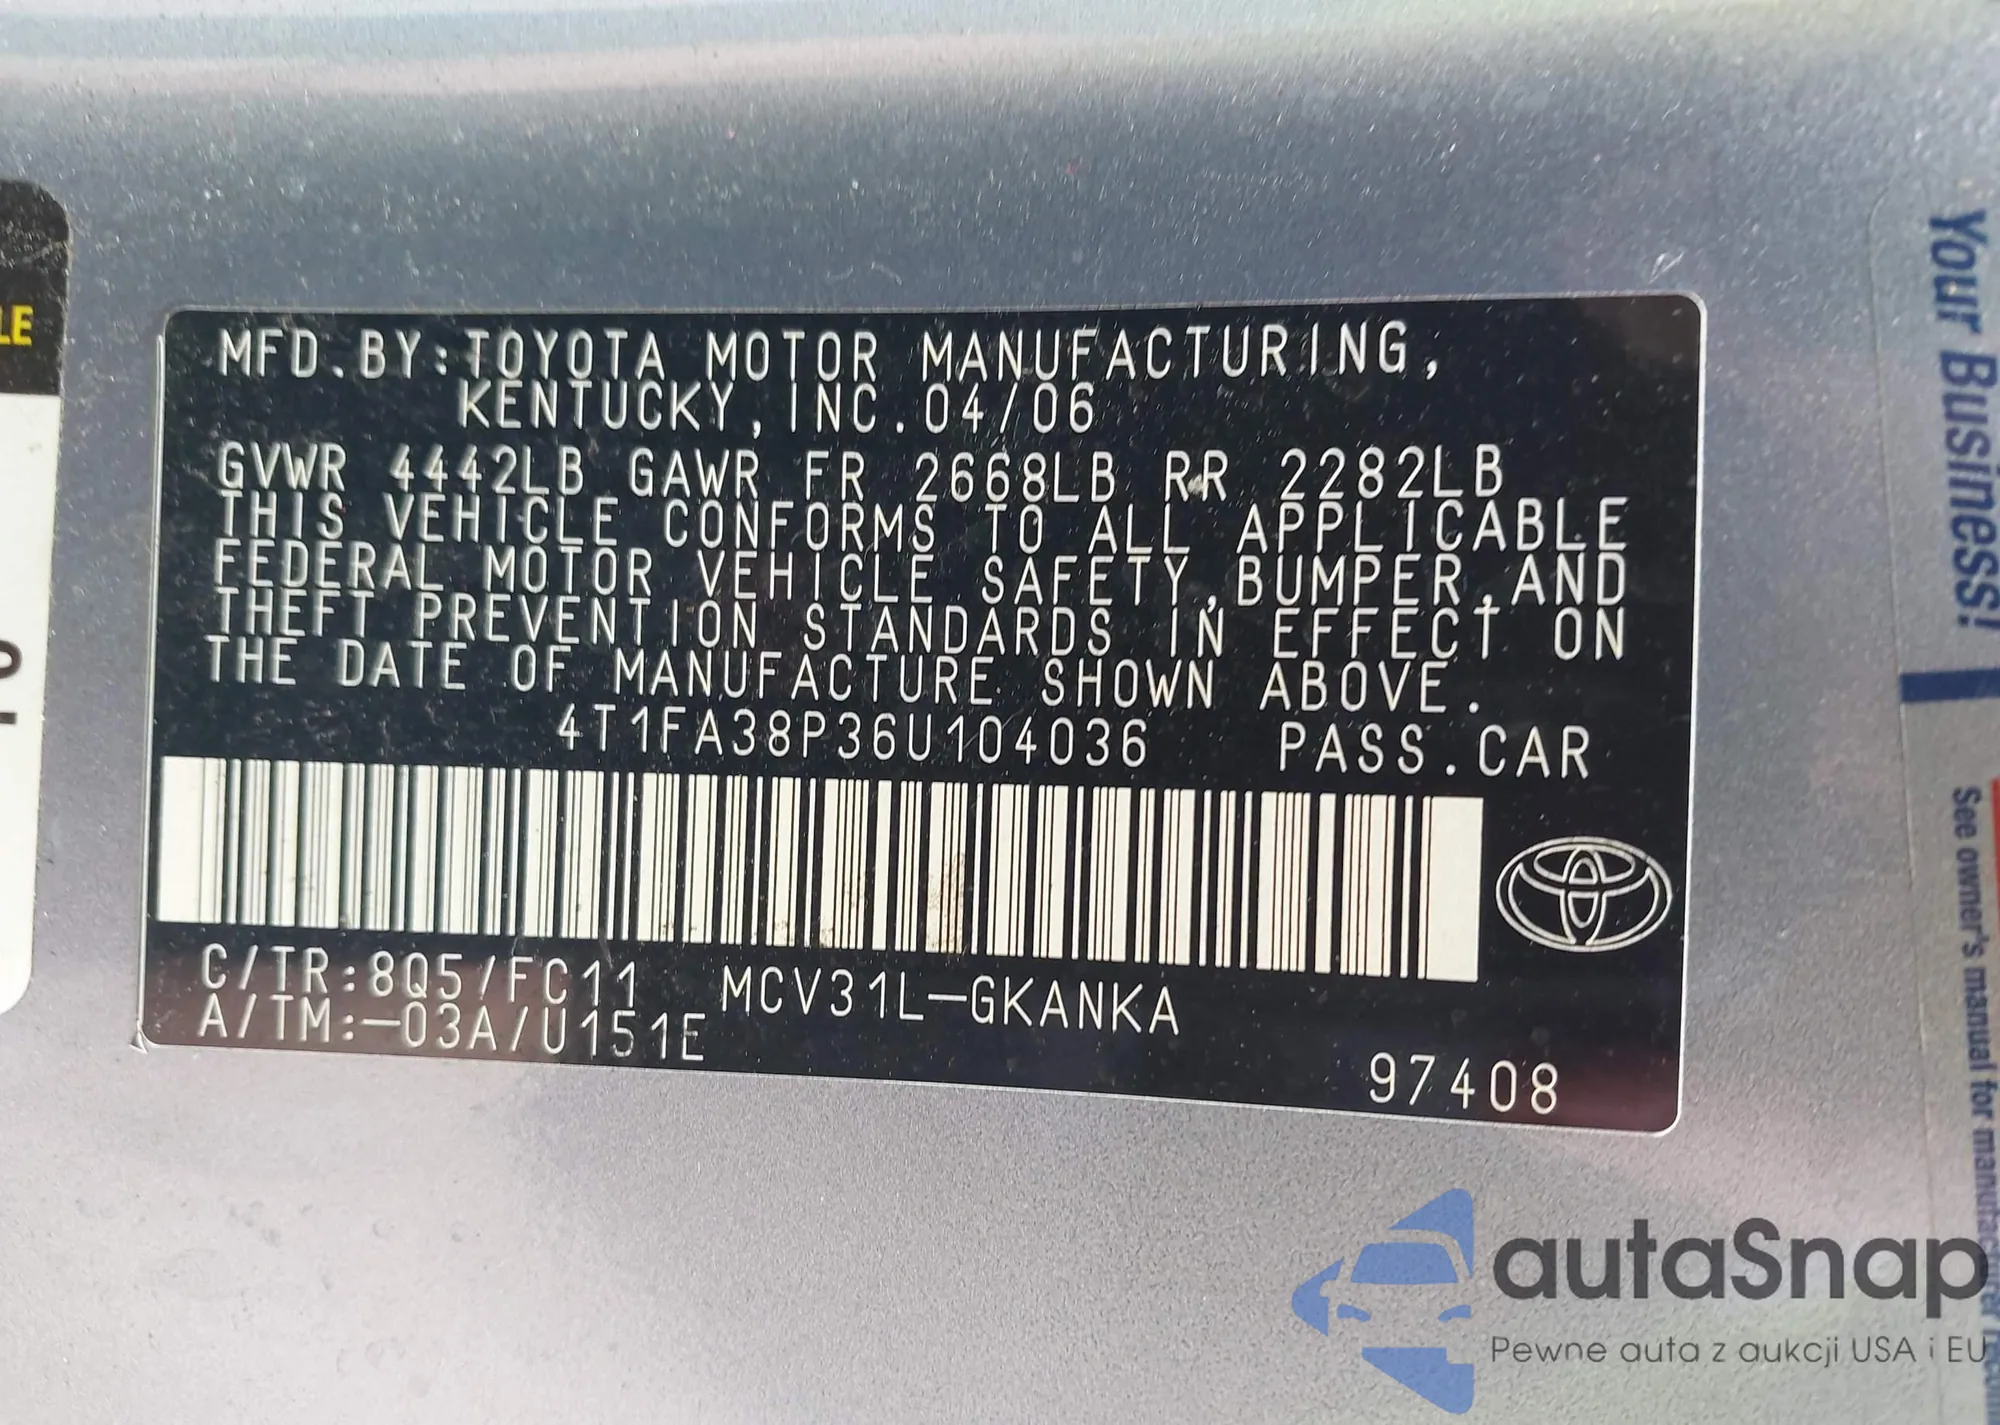 LE
MFD.BY:TOYOTA MOTOR MANUFACTURING,
KENTUCKY,INC.04/06
GVWR 4442LB GAWR FR 2668LB RR 2282LB
THIS VEHICLE CONFORMS TO ALL APPLICABLE
FEDERAL MOTOR VEHICLE SAFETY,BUMPER,AND
THEFT PREVENTION STANDARDS IN EFFECT ON
THE DATE OF MANUFACTURE SHOWN ABOVE.
4T1FA38P36U104036 PASS.CAR
C/TR:8Q5/FC11 MCV31L-GKANKA
A/TM:-03A/U151E
97408
Your Business!
See owner's manual for
autaSnap
Pewne auta z aukcji USA i EU